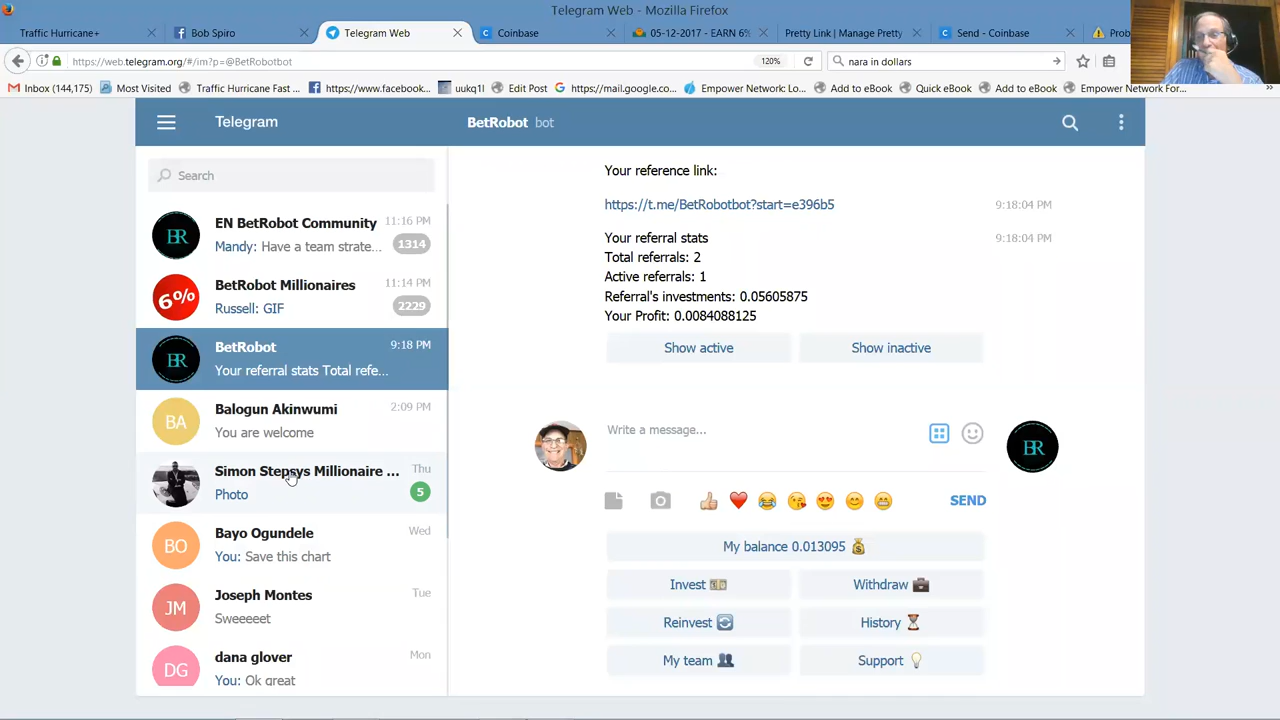 Telegram Web - Mozilla Firefox
Traffic Hurricane+
Bob Spiro
Telegram Web
Coinbase
05-12-2017 - EARN 6%
Pretty Link | Manage Pretty
Send - Coinbase
Prob
https://web.telegram.org/#/im?p=@BetRobotbot
120%
nara in dollars
Inbox (144,175)
Most Visited
Traffic Hurricane Fast ...
https://www.facebook...
Edit Post
https://mail.google.co...
Empower Network: Lo...
Add to eBook
Quick eBook
Add to eBook
Empower Network: For...
Telegram
BetRobot bot
Search
EN BetRobot Community 11:16 PM
Mandy: Have a team strate... 1314
BR
BetRobot Millionaires 11:14 PM
Russell: GIF 2229
6%
BetRobot 9:18 PM
Your referral stats Total refe...
BR
Balogun Akinwumi 2:09 PM
You are welcome
BA
Simon Stepsys Millionaire ... Thu
Photo 5
Bayo Ogundele Wed
You: Save this chart
BO
Joseph Montes Tue
Sweeeeet
JM
dana glover Mon
You: Ok great
DG
Your reference link:
https://t.me/BetRobotbot?start=e396b5 9:18:04 PM
Your referral stats 9:18:04 PM
Total referrals: 2
Active referrals: 1
Referral's investments: 0.05605875
Your Profit: 0.0084088125
Show active
Show inactive
Write a message...
BR
SEND
My balance 0.013095
Invest
Withdraw
Reinvest
History
My team
Support